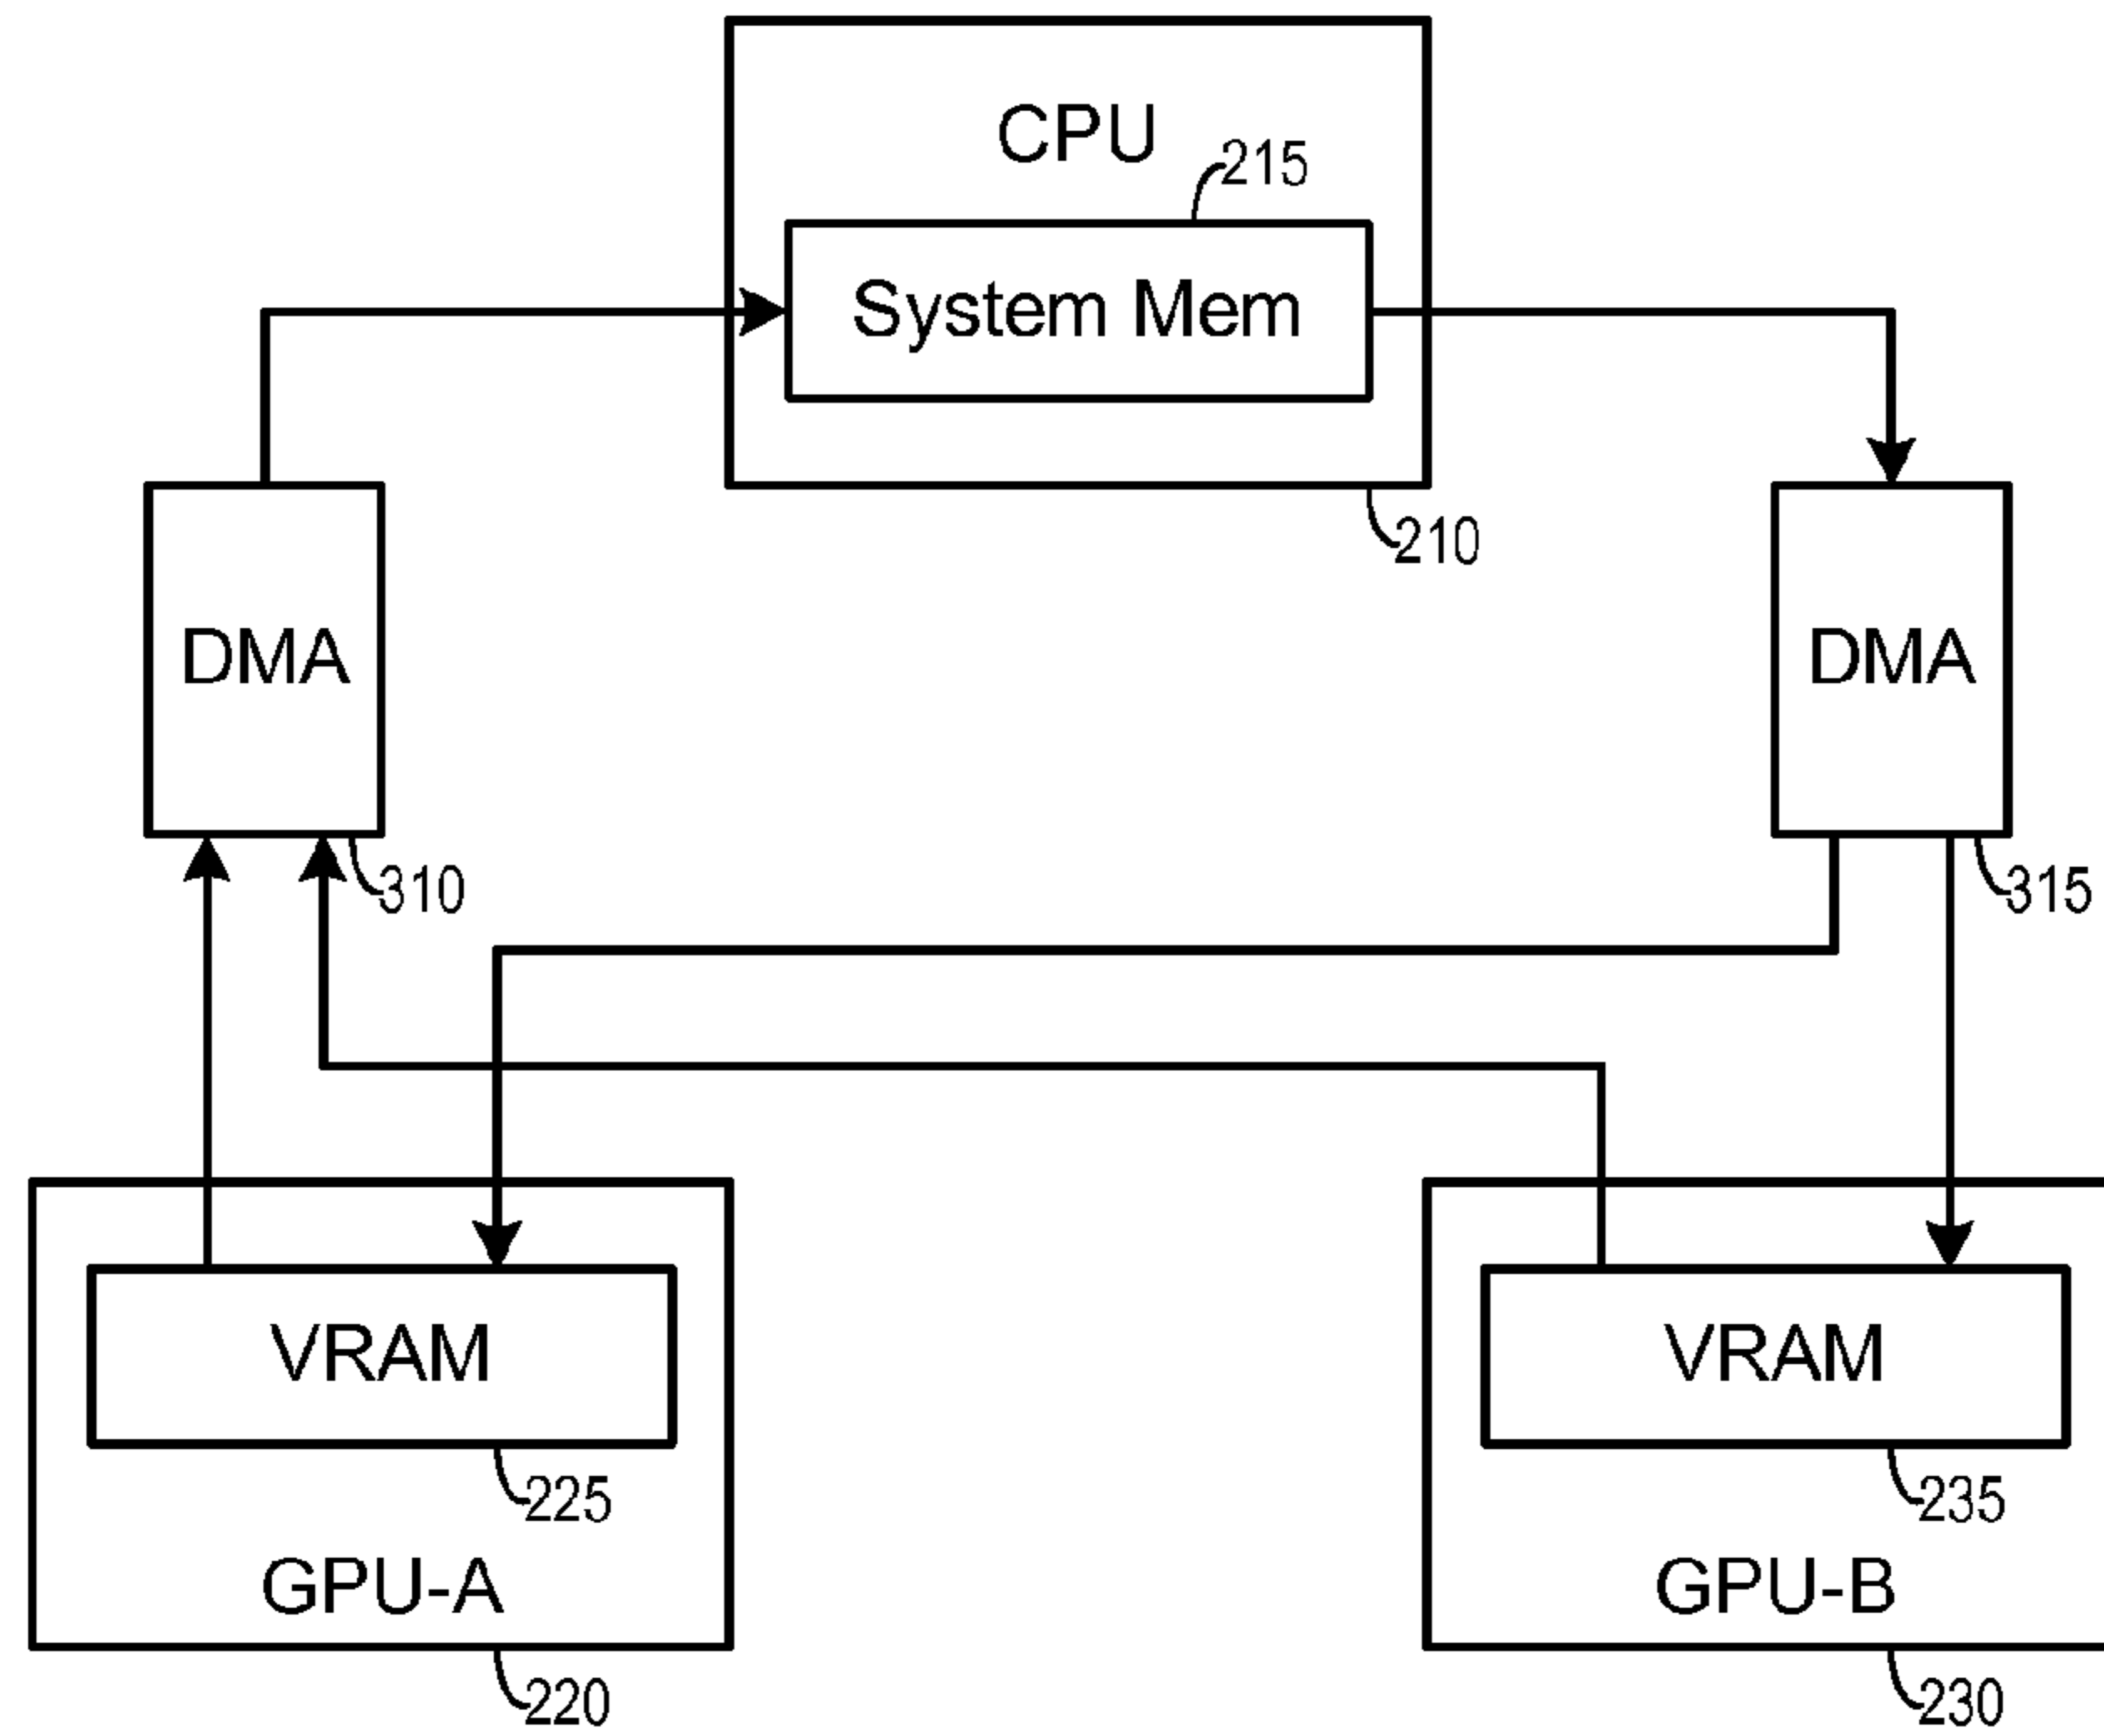 CPU
215
System Mem
210
DMA
DMA
310
315
VRAM
VRAM
225
235
GPU-A
GPU-B
220
230